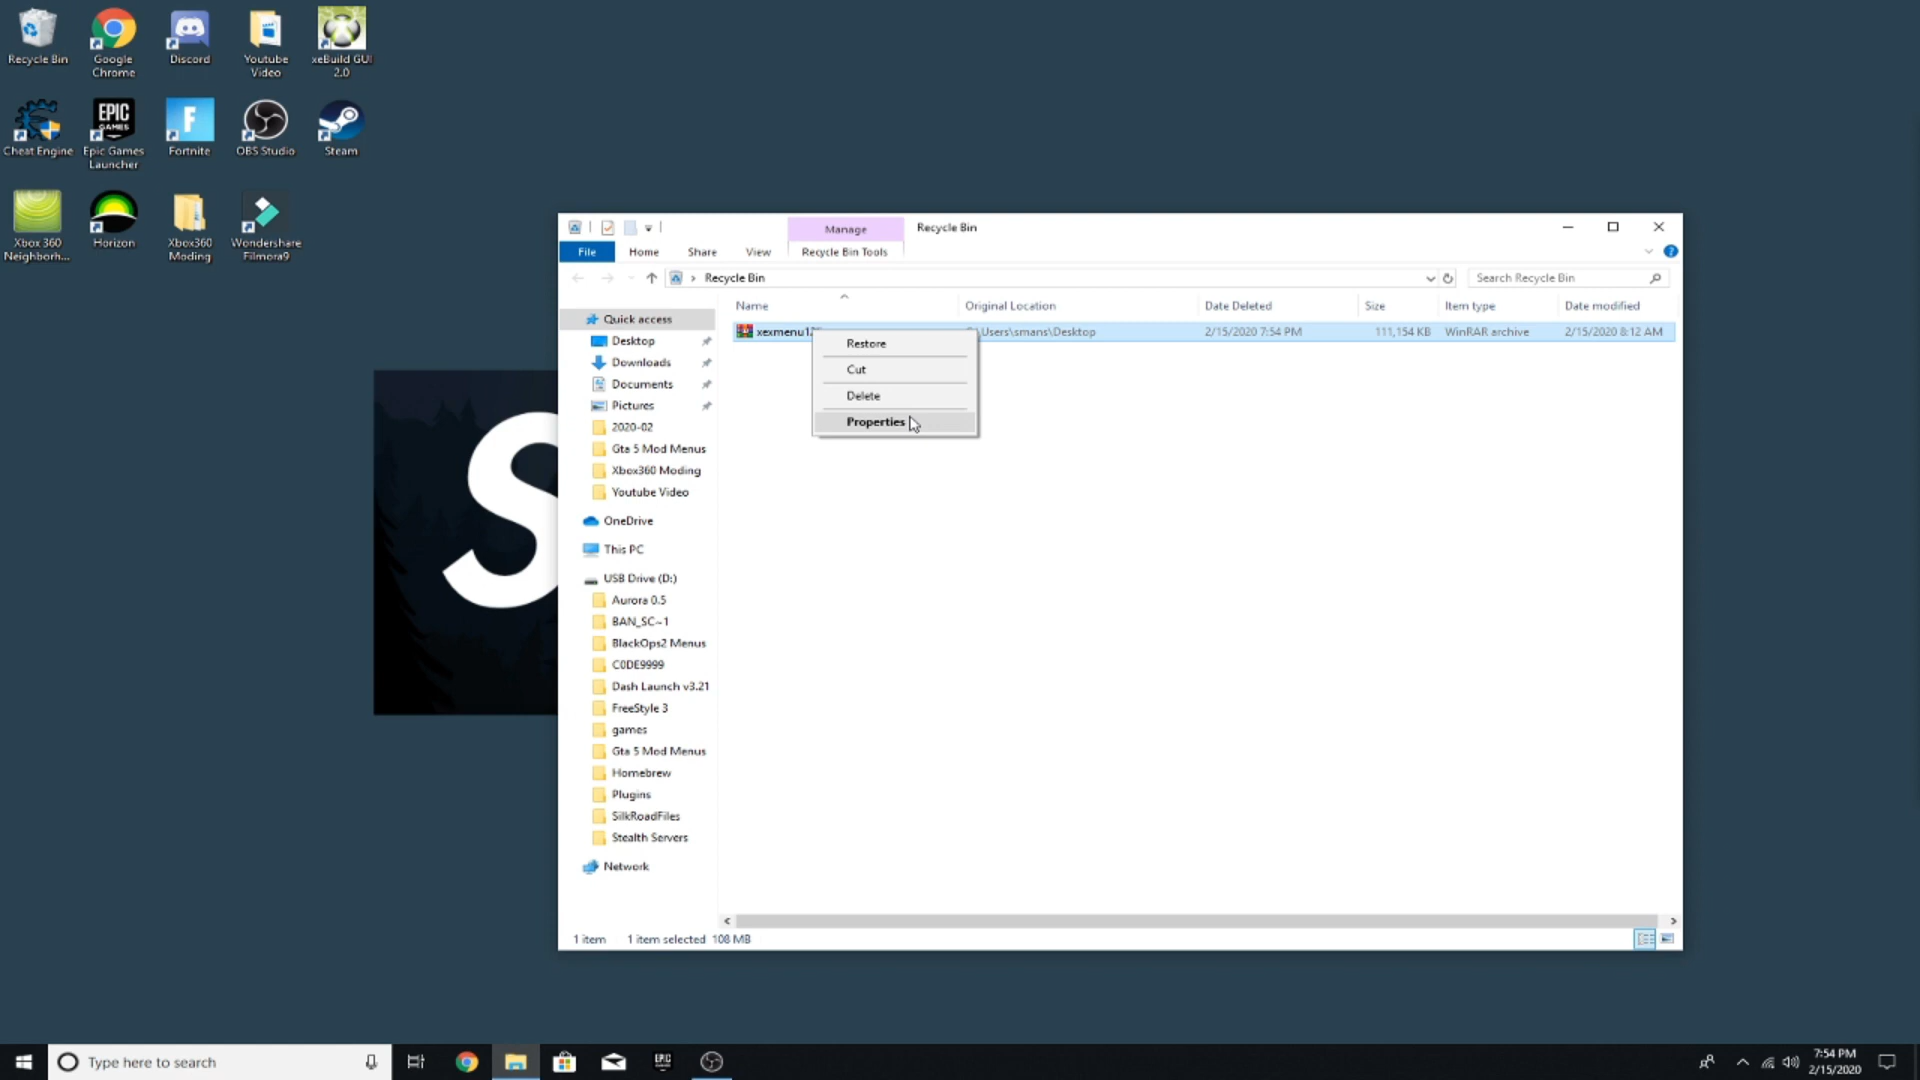 Recycle Bin
Google Chrome
Discord
Youtube Video
xeBuild GUI 2.0
Cheat Engine
EPIC GAMES
Epic Games Launcher
F
Fortnite
OBS Studio
Steam
Xbox 360 Neighborh...
Horizon
Xbox360 Moding
Wondershare Filmora9
S
Manage
Recycle Bin
File
Home
Share
View
Recycle Bin Tools
Recycle Bin
Search Recycle Bin
Name
Original Location
Date Deleted
Size
Item type
Date modified
Users\smans\Desktop
2/15/2020 7:54 PM
111,154 KB
WinRAR archive
2/15/2020 8:12 AM
Restore
Cut
Delete
Properties
Quick access
Desktop
Downloads
Documents
Pictures
2020-02
Gta 5 Mod Menus
Xbox360 Moding
Youtube Video
OneDrive
This PC
USB Drive (D:)
Aurora 0.5
BAN_SC~1
BlackOps2 Menus
C0DE9999
Dash Launch v3.21
FreeStyle 3
games
Gta 5 Mod Menus
Homebrew
Plugins
SilkRoadFiles
Stealth Servers
Network
1 item
1 item selected 108 MB
Type here to search
EPIC
7:54 PM
2/15/2020